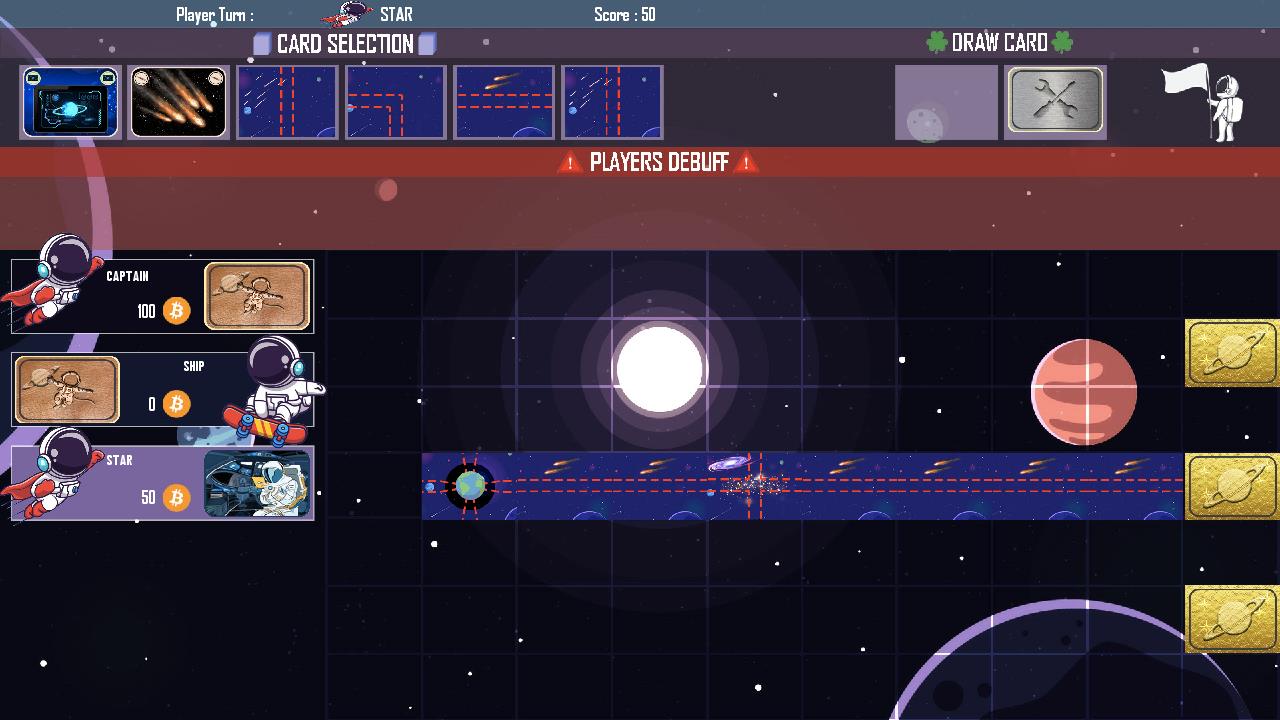 Player Turn :
STAR
Score : 50
CARD SELECTION
DRAW CARD
PLAYERS DEBUFF
CAPTAIN
100
SHIP
0
STAR
50